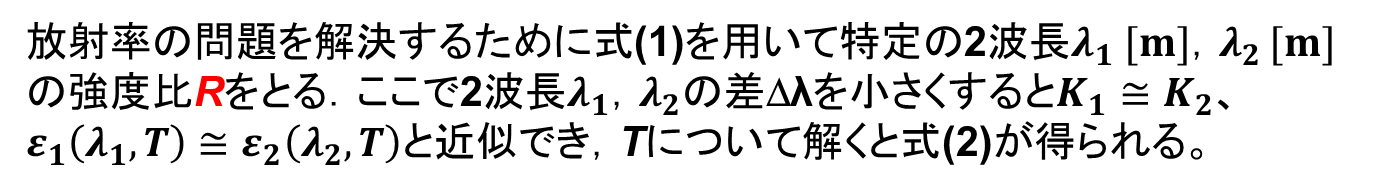 放射率の問題を解決するために式(1)を用いて特定の2波長λ₁ [m]，λ₂ [m]
の強度比Rをとる．ここで2波長λ₁，λ₂の差Δλを小さくするとK₁ ≅ K₂、
ε₁(λ₁, T) ≅ ε₂(λ₂, T)と近似でき，Tについて解くと式(2)が得られる。